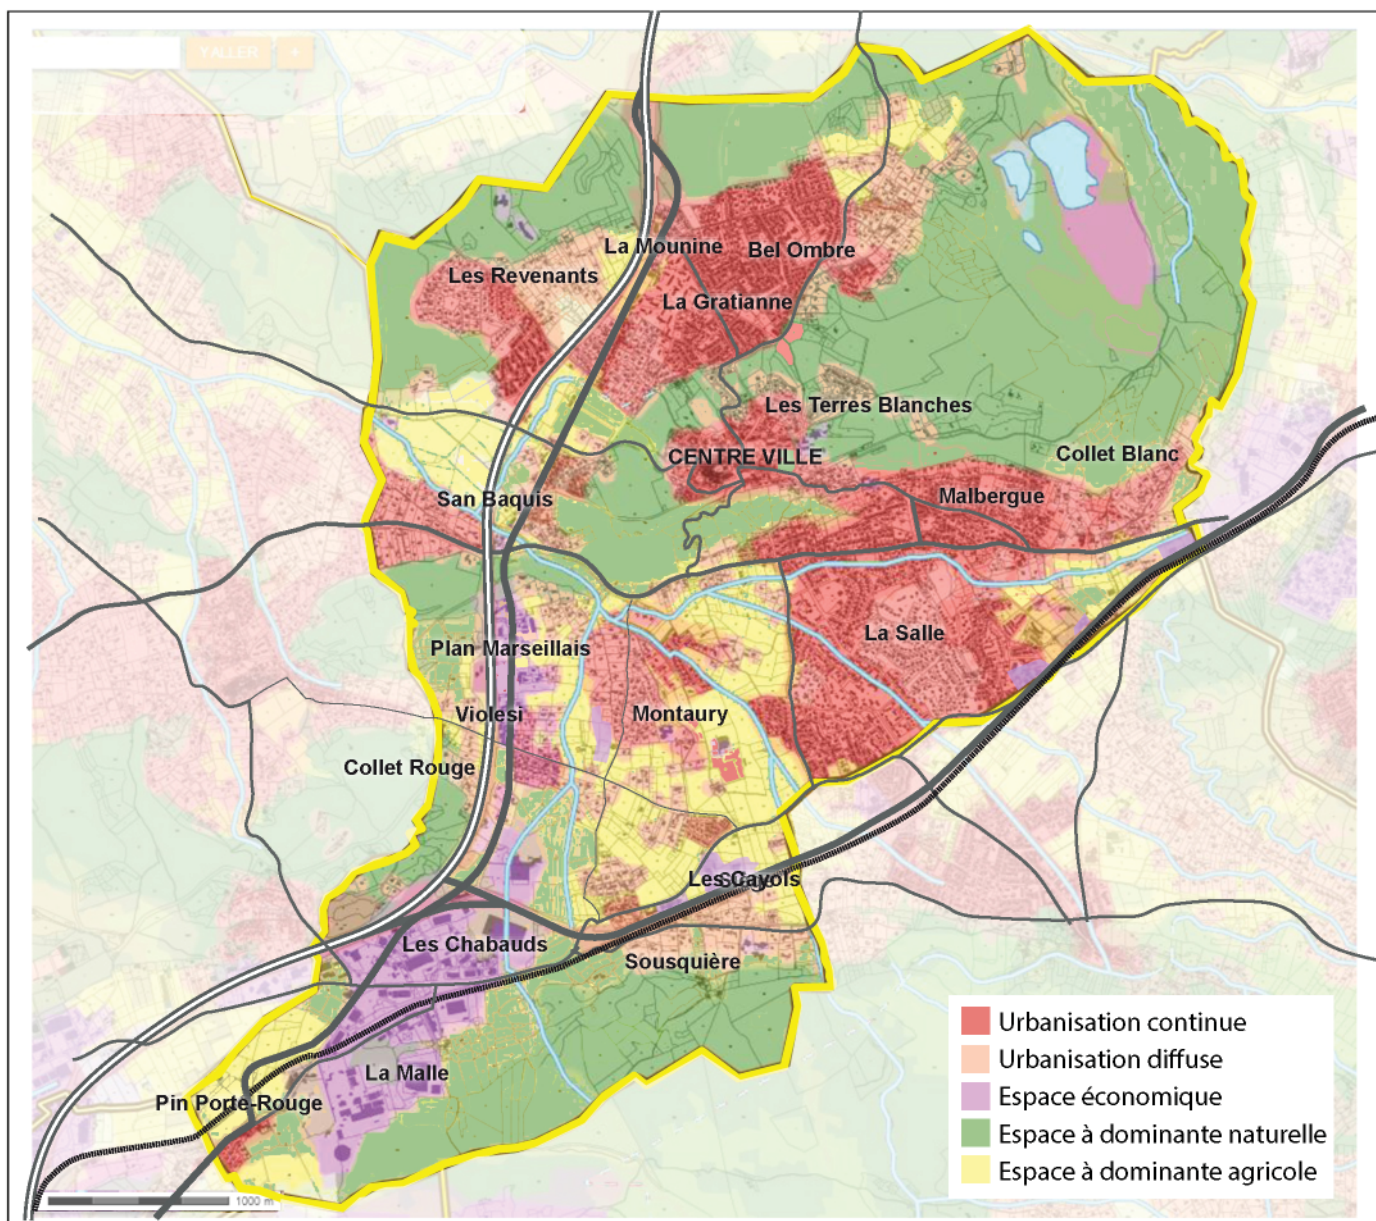 YALLER +
La Mounine
Bel Ombre
Les Revenants
La Gratianne
Les Terres Blanches
CENTRE VILLE
Collet Blanc
Malbergue
San Baquis
La Salle
Plan Marseillais
Violesi
Montaury
Collet Rouge
Les Cayols
Les Chabauds
Sousquière
La Malle
Pin Porte-Rouge
Urbanisation continue
Urbanisation diffuse
Espace économique
Espace à dominante naturelle
Espace à dominante agricole
1000 m